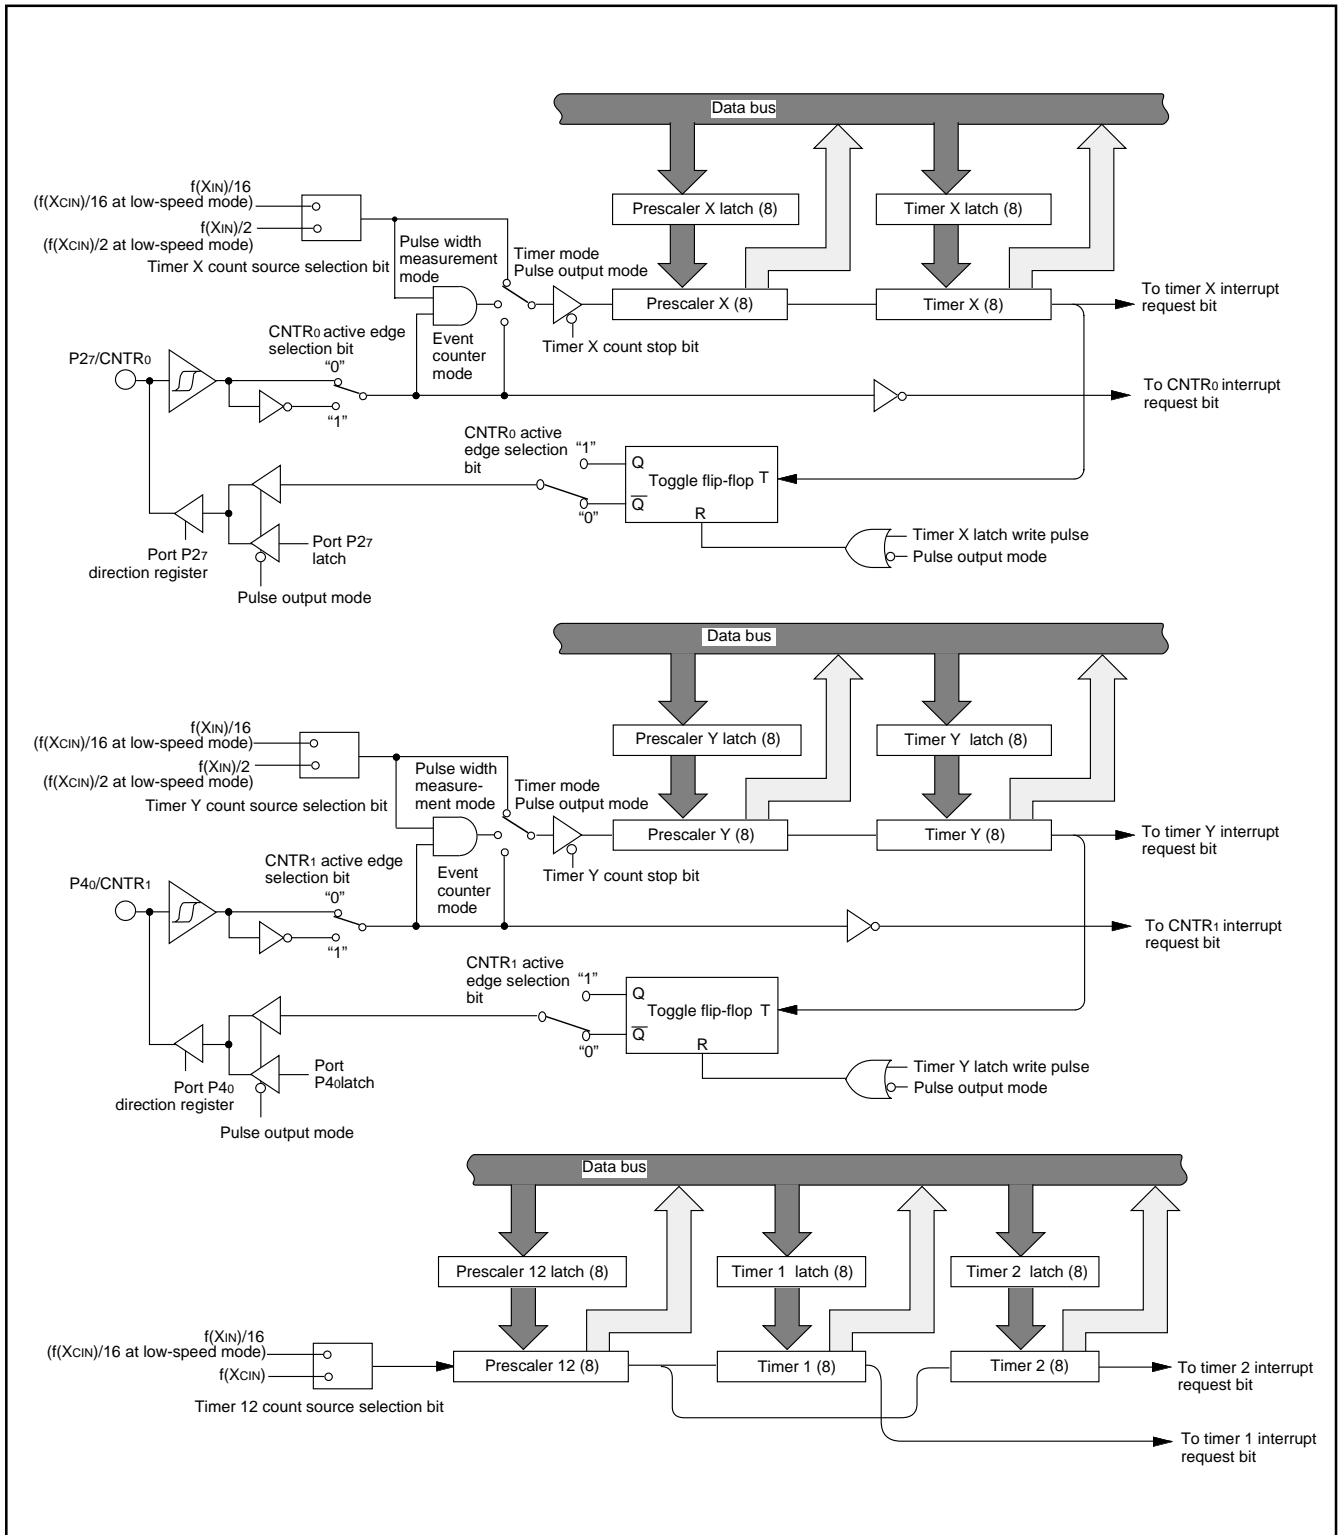 Data bus
f(XIN)/16
(f(XCIN)/16 at low-speed mode)
f(XIN)/2
(f(XCIN)/2 at low-speed mode)
Timer X count source selection bit
Prescaler X latch (8)
Timer X latch (8)
Pulse width
measurement
mode
Timer mode
Pulse output mode
Prescaler X (8)
Timer X (8)
To timer X interrupt
request bit
Timer X count stop bit
CNTR0 active edge
selection bit
Event
counter
mode
P27/CNTR0
“0”
“1”
To CNTR0 interrupt
request bit
CNTR0 active
edge selection
bit
“1”
“0”
Q
Toggle flip-flop
T
Q
R
Timer X latch write pulse
Pulse output mode
Port P27
direction register
Port P27
latch
Pulse output mode
Data bus
f(XIN)/16
(f(XCIN)/16 at low-speed mode)
f(XIN)/2
(f(XCIN)/2 at low-speed mode)
Timer Y count source selection bit
Prescaler Y latch (8)
Timer Y latch (8)
Pulse width
measure-
ment mode
Timer mode
Pulse output mode
Prescaler Y (8)
Timer Y (8)
To timer Y interrupt
request bit
Timer Y count stop bit
CNTR1 active edge
selection bit
Event
counter
mode
P40/CNTR1
“0”
“1”
To CNTR1 interrupt
request bit
CNTR1 active
edge selection
bit
“1”
“0”
Q
Toggle flip-flop
T
Q
R
Timer Y latch write pulse
Pulse output mode
Port P40
direction register
Port
P40latch
Pulse output mode
Data bus
Prescaler 12 latch (8)
Timer 1 latch (8)
Timer 2 latch (8)
f(XIN)/16
(f(XCIN)/16 at low-speed mode)
f(XCIN)
Timer 12 count source selection bit
Prescaler 12 (8)
Timer 1 (8)
Timer 2 (8)
To timer 2 interrupt
request bit
To timer 1 interrupt
request bit